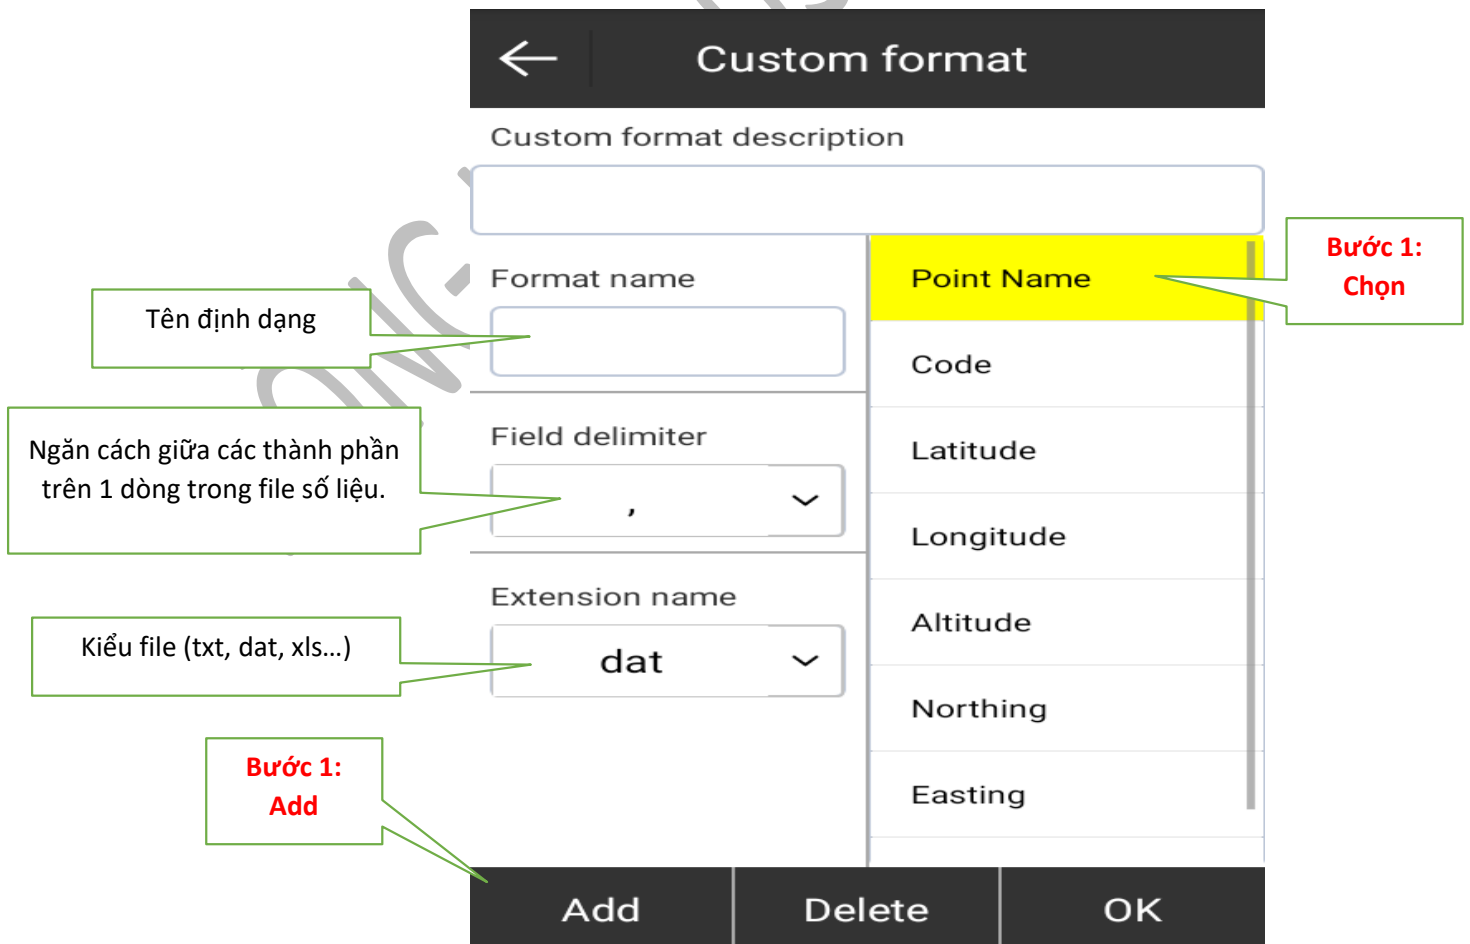 Custom format
Custom format description
Bước 1:
Chọn
Format name
Point Name
Tên định dạng
Code
Field delimiter
Ngăn cách giữa các thành phần
trên 1 dòng trong file số liệu.
,
Latitude
Longitude
Extension name
Altitude
Kiểu file (txt, dat, xls...)
dat
Northing
Bước 1:
Add
Easting
Add
Delete
OK